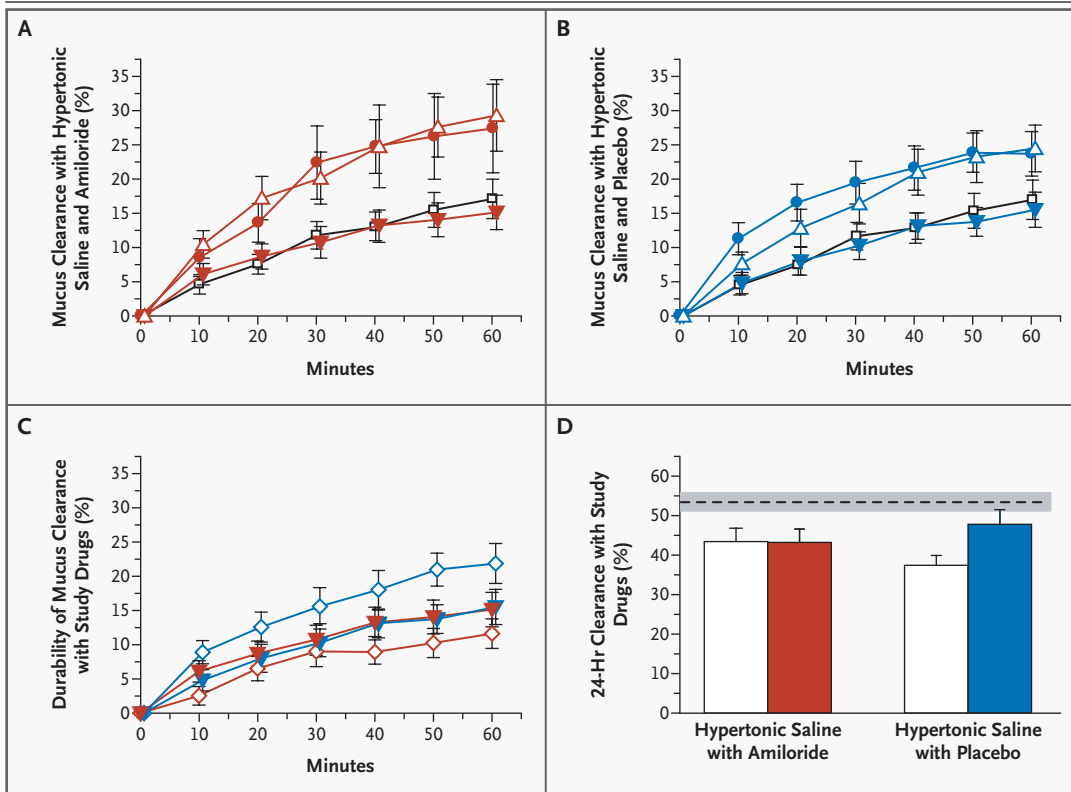 A
Mucus Clearance with Hypertonic
Saline and Amiloride (%)
35
30
25
20
15
10
5
0
0 10 20 30 40 50 60
Minutes
B
Mucus Clearance with Hypertonic
Saline and Placebo (%)
35
30
25
20
15
10
5
0
0 10 20 30 40 50 60
Minutes
C
Durability of Mucus Clearance
with Study Drugs (%)
35
30
25
20
15
10
5
0
0 10 20 30 40 50 60
Minutes
D
24-Hr Clearance with Study
Drugs (%)
60
50
40
30
20
10
0
Hypertonic Saline
with Amiloride
Hypertonic Saline
with Placebo